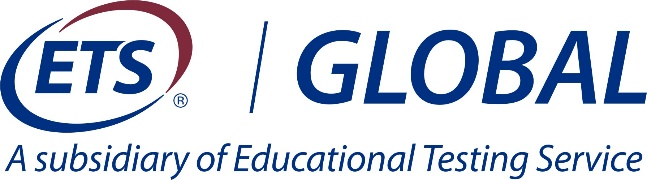 ETS® | GLOBAL
A subsidiary of Educational Testing Service